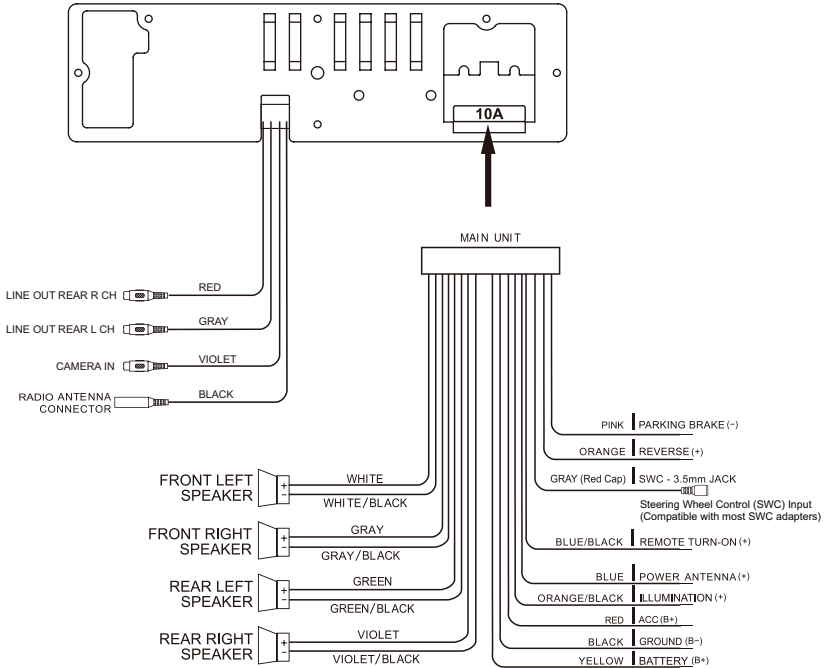 10A
MAIN UNIT
LINE OUT REAR R CH
RED
LINE OUT REAR L CH
GRAY
CAMERA IN
VIOLET
RADIO ANTENNA
CONNECTOR
BLACK
FRONT LEFT
SPEAKER
+
−
WHITE
WHITE/BLACK
FRONT RIGHT
SPEAKER
+
−
GRAY
GRAY/BLACK
REAR LEFT
SPEAKER
+
−
GREEN
GREEN/BLACK
REAR RIGHT
SPEAKER
+
−
VIOLET
VIOLET/BLACK
PINK PARKING BRAKE (−)
ORANGE REVERSE (+)
GRAY (Red Cap) SWC - 3.5mm JACK
Steering Wheel Control (SWC) Input
(Compatible with most SWC adapters)
BLUE/BLACK REMOTE TURN-ON (+)
BLUE POWER ANTENNA (+)
ORANGE/BLACK ILLUMINATION (+)
RED ACC (B+)
BLACK GROUND (B−)
YELLOW BATTERY (B+)